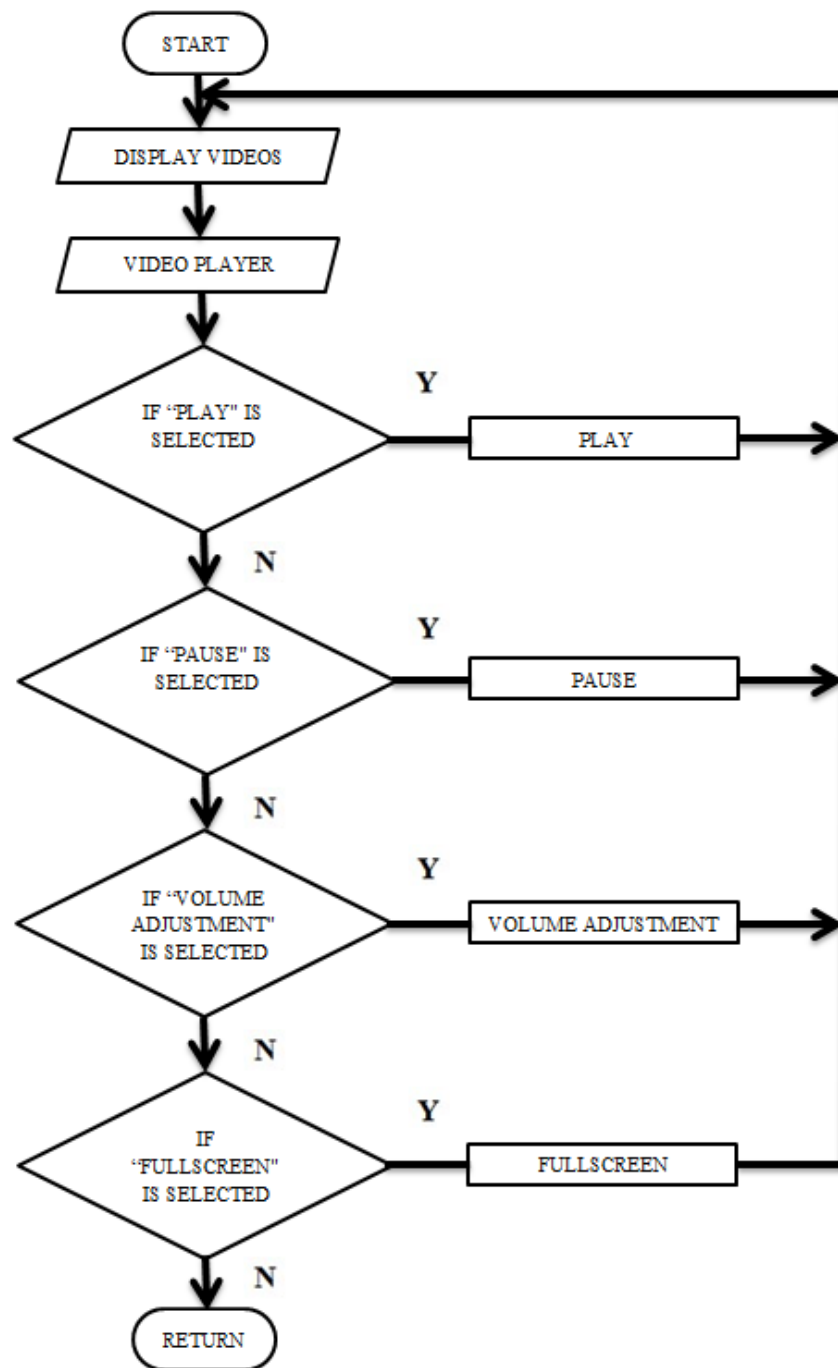 START
DISPLAY VIDEOS
VIDEO PLAYER
IF “PLAY" IS
SELECTED
Y
PLAY
N
IF “PAUSE" IS
SELECTED
Y
PAUSE
N
IF “VOLUME
ADJUSTMENT"
IS SELECTED
Y
VOLUME ADJUSTMENT
N
IF
“FULLSCREEN"
IS SELECTED
Y
FULLSCREEN
N
RETURN